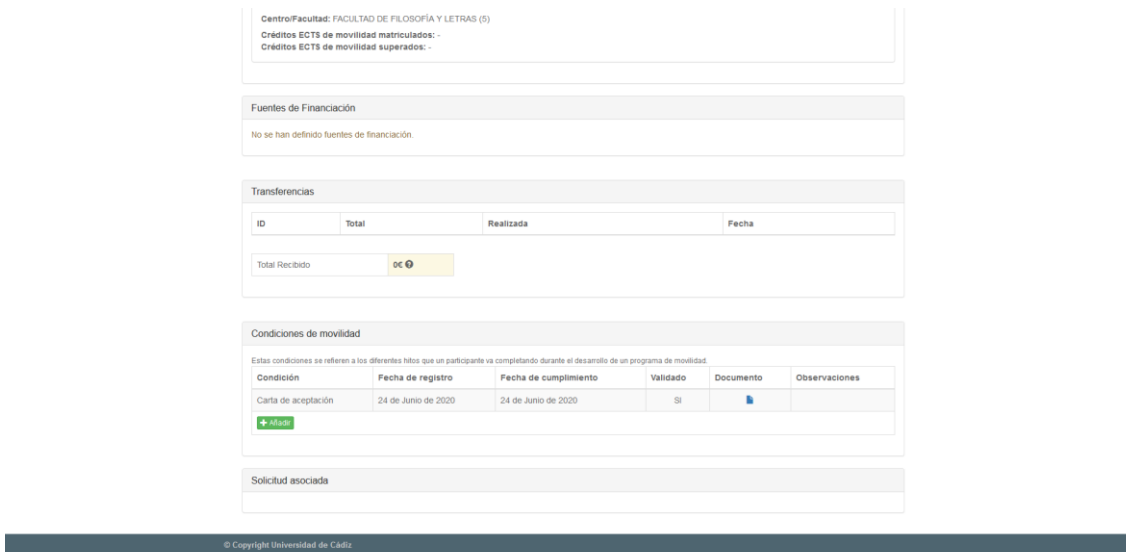 Centro/Facultad: FACULTAD DE FILOSOFÍA Y LETRAS (5)
Créditos ECTS de movilidad matriculados: -
Créditos ECTS de movilidad superados: -
Fuentes de Financiación
No se han definido fuentes de financiación.
Transferencias
ID Total Realizada Fecha
Total Recibido 0€
Condiciones de movilidad
Estas condiciones se refieren a los diferentes hitos que un participante va completando durante el desarrollo de un programa de movilidad.
Condición Fecha de registro Fecha de cumplimiento Validado Documento Observaciones
Carta de aceptación 24 de Junio de 2020 24 de Junio de 2020 SI
+ Añadir
Solicitud asociada
© Copyright Universidad de Cádiz